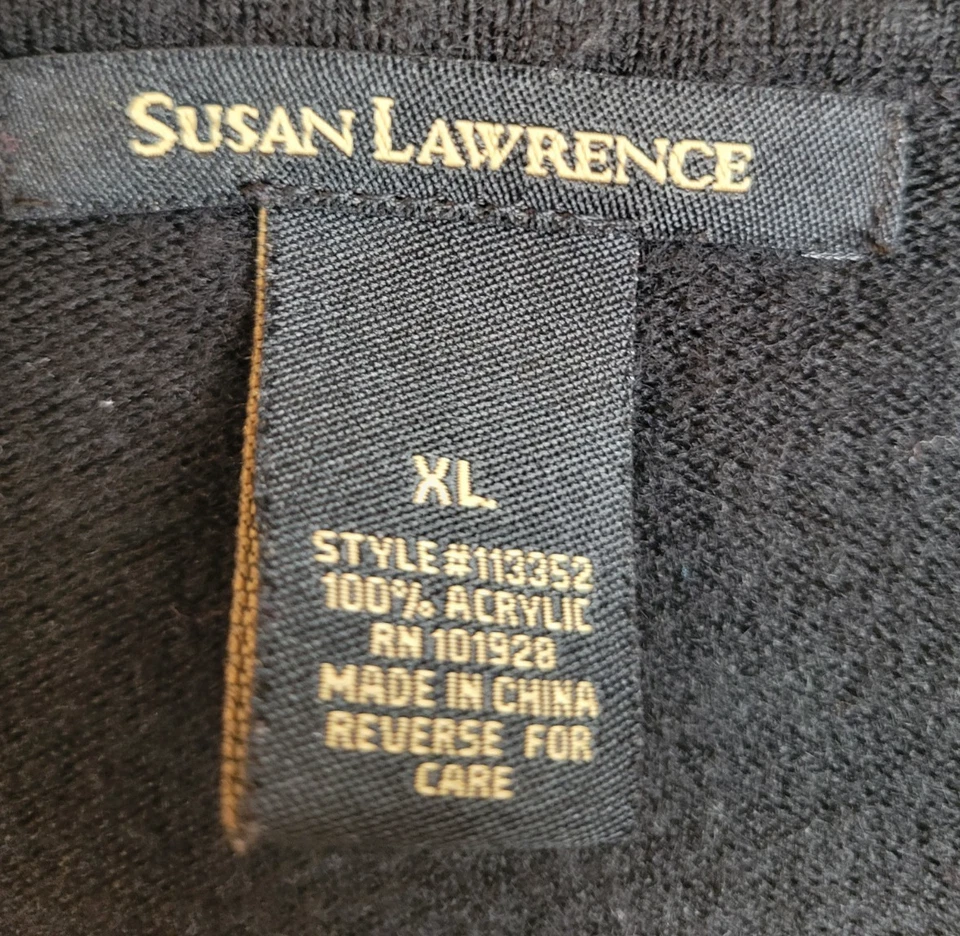 SUSAN LAWRENCE
XL
STYLE#113352
100% ACRYLIC
RN 101928
MADE IN CHINA
REVERSE FOR
CARE